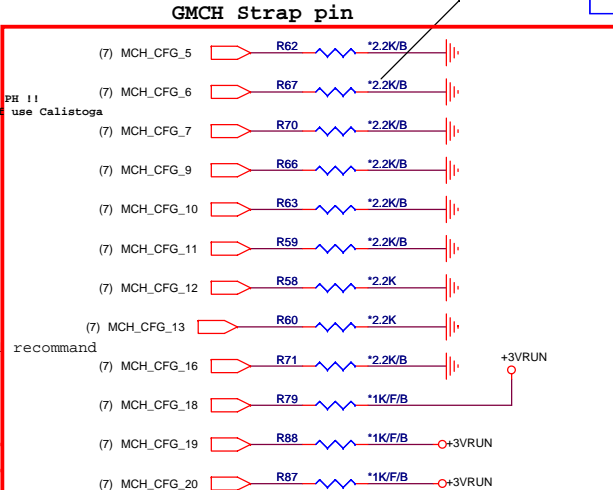 GMCH Strap pin
(7) MCH_CFG_5 R62 *2.2K/B
(7) MCH_CFG_6 R67 *2.2K/B
PH !!
f use Calistoga
(7) MCH_CFG_7 R70 *2.2K/B
(7) MCH_CFG_9 R66 *2.2K/B
(7) MCH_CFG_10 R63 *2.2K/B
(7) MCH_CFG_11 R59 *2.2K/B
(7) MCH_CFG_12 R58 *2.2K
(7) MCH_CFG_13 R60 *2.2K
recommand
+3VRUN
(7) MCH_CFG_16 R71 *2.2K/B
(7) MCH_CFG_18 R79 *1K/F/B
(7) MCH_CFG_19 R88 *1K/F/B +3VRUN
(7) MCH_CFG_20 R87 *1K/F/B +3VRUN